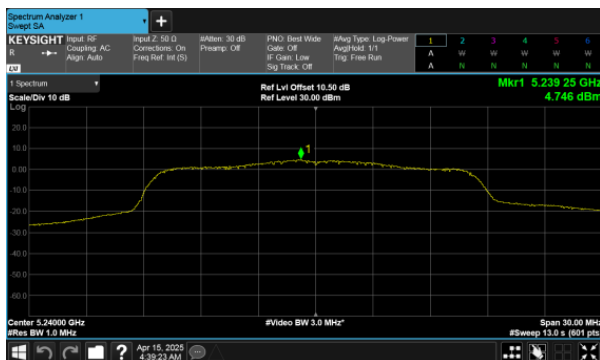 Spectrum Analyzer 1
Swept SA
+
KEYSIGHT
R
LXI
Input: RF
Coupling: AC
Align: Auto
Input Z: 50 Ω
Corrections: On
Freq Ref: Int (S)
#Atten: 30 dB
Preamp: Off
PNO: Best Wide
Gate: Off
IF Gain: Low
Sig Track: Off
#Avg Type: Log-Power
Avg|Hold: 1/1
Trig: Free Run
1 2 3 4 5 6
A W W W W W
A N N N N N
1 Spectrum
Scale/Div 10 dB
Ref Lvl Offset 10.50 dB
Ref Level 30.00 dBm
Mkr1 5.239 25 GHz
4.746 dBm
Log
20.0
10.0
0.00
-10.0
-20.0
-30.0
-40.0
-50.0
-60.0
1
Center 5.24000 GHz
#Res BW 1.0 MHz
#Video BW 3.0 MHz*
Span 30.00 MHz
#Sweep 13.0 s (601 pts)
?
Apr 15, 2025
4:39:23 AM